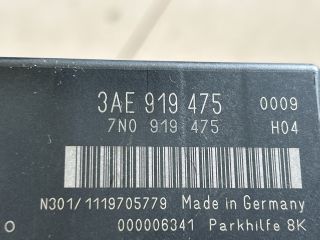 3AE 919 475 0009
7N0 919 475 H04
N301/1119705779 Made in Germany
O 000006341 Parkhilfe 8K